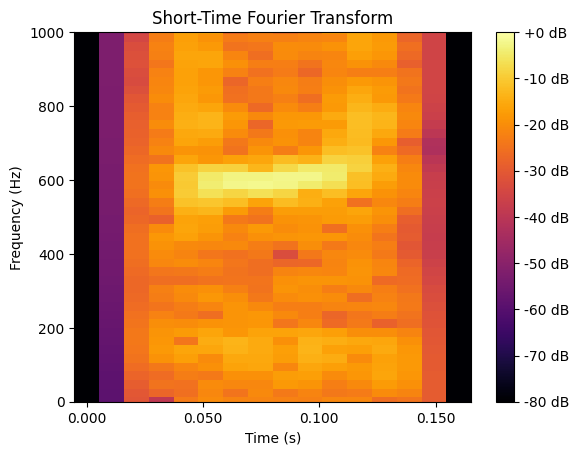 Short-Time Fourier Transform
1000
800
600
400
200
0
Frequency (Hz)
0.000
0.050
0.100
0.150
Time (s)
+0 dB
-10 dB
-20 dB
-30 dB
-40 dB
-50 dB
-60 dB
-70 dB
-80 dB